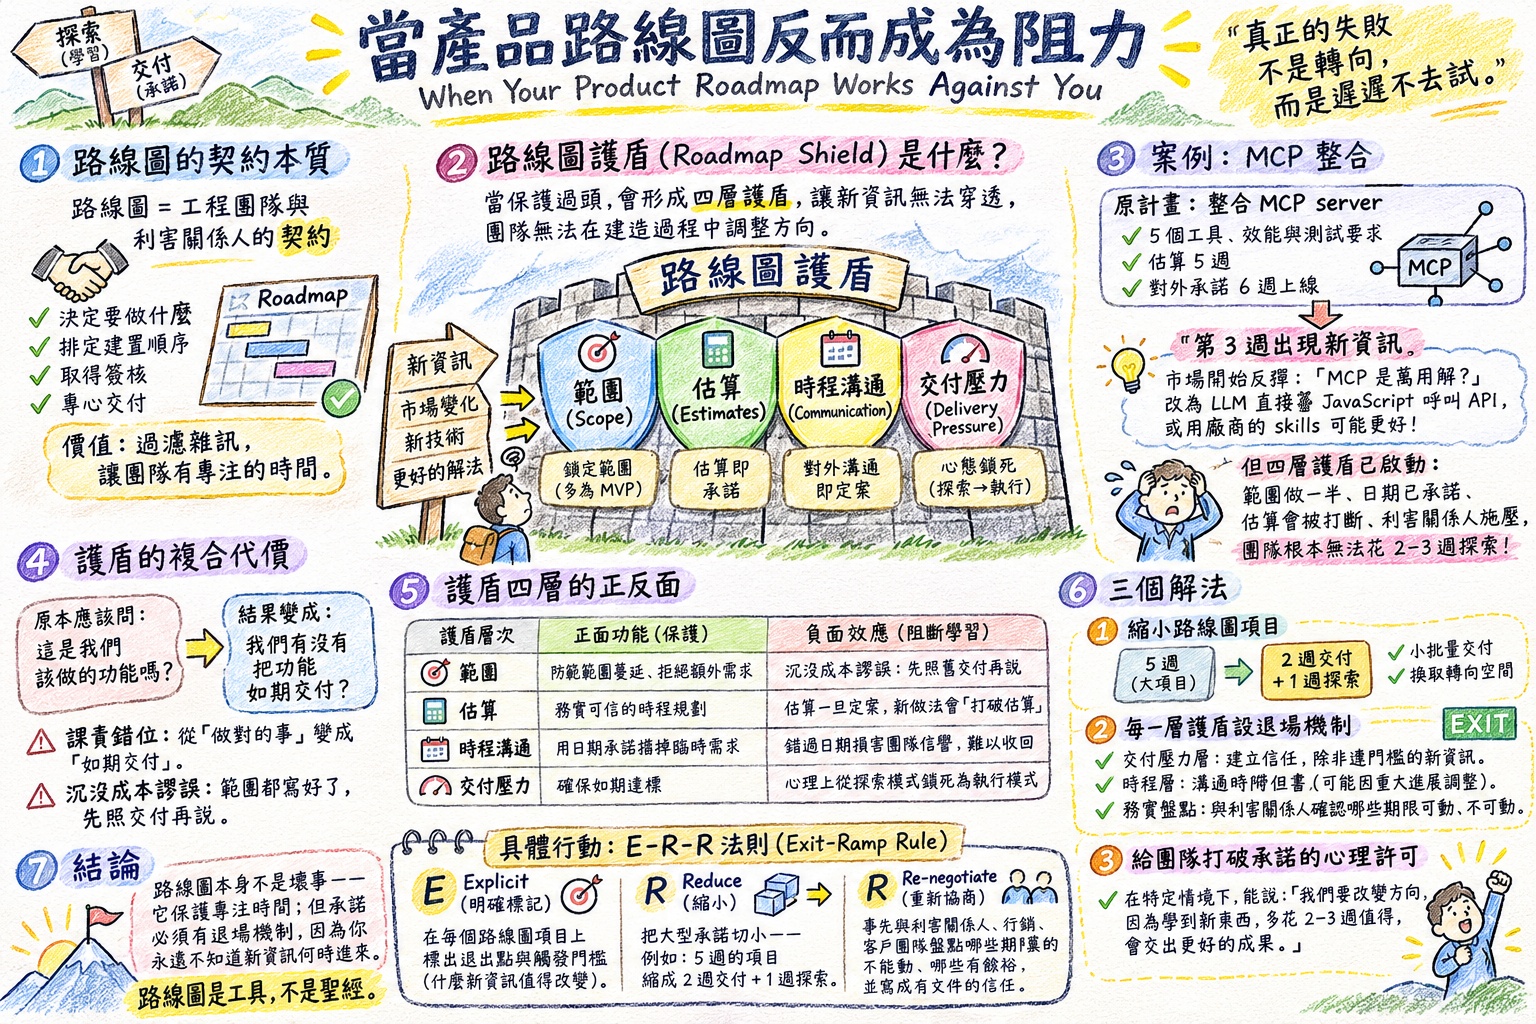 探索
(學習)
交付
(承諾)
當產品路線圖反而成為阻力
When Your Product Roadmap Works Against You
“真正的失敗
不是轉向，
而是遲遲不去試。”
1 路線圖的契約本質
路線圖 = 工程團隊與
利害關係人的 契約
Roadmap
✓ 決定要做什麼
✓ 排定建置順序
✓ 取得簽核
✓ 專心交付
價值：過濾雜訊，
讓團隊有專注的時間。
2 路線圖護盾 (Roadmap Shield) 是什麼？
當保護過頭，會形成四層護盾，讓新資訊無法穿透，
團隊無法在建造過程中調整方向。
路線圖護盾
新資訊
市場變化
新技術
更好的解法
範圍
(Scope)
估算
(Estimates)
時程溝通
(Communication)
交付壓力
(Delivery
Pressure)
鎖定範圍
(多為 MVP)
估算即
承諾
對外溝通
即定案
心態鎖死
(探索→執行)
3 案例：MCP 整合
原計畫：整合 MCP server
✓ 5 個工具、效能與測試要求
✓ 估算 5 週
✓ 對外承諾 6 週上線
MCP
“第 3 週出現新資訊。
市場開始反彈：「MCP 是萬用解？」
改為 LLM 直接 JavaScript 呼叫 API，
或用廠商的 skills 可能更好！
但四層護盾已啟動：
範圍做一半、日期已承諾、
估算會被打斷、利害關係人施壓，
團隊根本無法花 2–3 週探索！
4 護盾的複合代價
原本應該問：
這是我們
該做的功能嗎？
結果變成：
我們有沒有
把功能
如期交付？
課責錯位：從「做對的事」變成
「如期交付」。
沉沒成本謬誤：範圍都寫好了，
先照交付再說。
5 護盾四層的正反面
護盾層次 正面功能 (保護) 負面效應 (阻斷學習)
範圍 防範範圍蔓延、拒絕額外需求 沉沒成本謬誤：先照舊交付再說
估算 務實可信的時程規劃 估算一旦定案，新做法會「打破估算」
時程溝通 用日期承諾擋掉臨時需求 錯過日期損害團隊信譽，難以收回
交付壓力 確保如期達標 心理上從探索模式鎖死為執行模式
具體行動：E-R-R 法則 (Exit-Ramp Rule)
E Explicit
(明確標記)
在每個路線圖項目上
標出退出點與觸發門檻
(什麼新資訊值得改變)。
R Reduce
(縮小)
把大型承諾切小——
例如：5 週的項目
縮成 2 週交付 + 1 週探索。
R Re-negotiate
(重新協商)
事先與利害關係人、行銷、
客戶團隊盤點哪些期
不能動、哪些有餘裕，
並寫成有文件的信任。
6 三個解法
1 縮小路線圖項目
5 週
(大項目)
2 週交付
+ 1 週探索
✓ 小批量交付
✓ 換取轉向空間
2 每一層護盾設退場機制
EXIT
✓ 交付壓力層：建立信任，除非達門檻的新資訊。
✓ 時程層：溝通時附但書 (可能因重大進展調整)。
✓ 務實盤點：與利害關係人確認哪些期限可動、不可動。
3 給團隊打破承諾的心理許可
✓ 在特定情境下，能說：「我們要改變方向，
因為學到新東西，多花 2–3 週值得，
會交出更好的成果。」
7 結論
路線圖本身不是壞事——
它保護專注時間；但承諾
必須有退場機制，因為你
永遠不知道新資訊何時進來。
路線圖是工具，不是聖經。